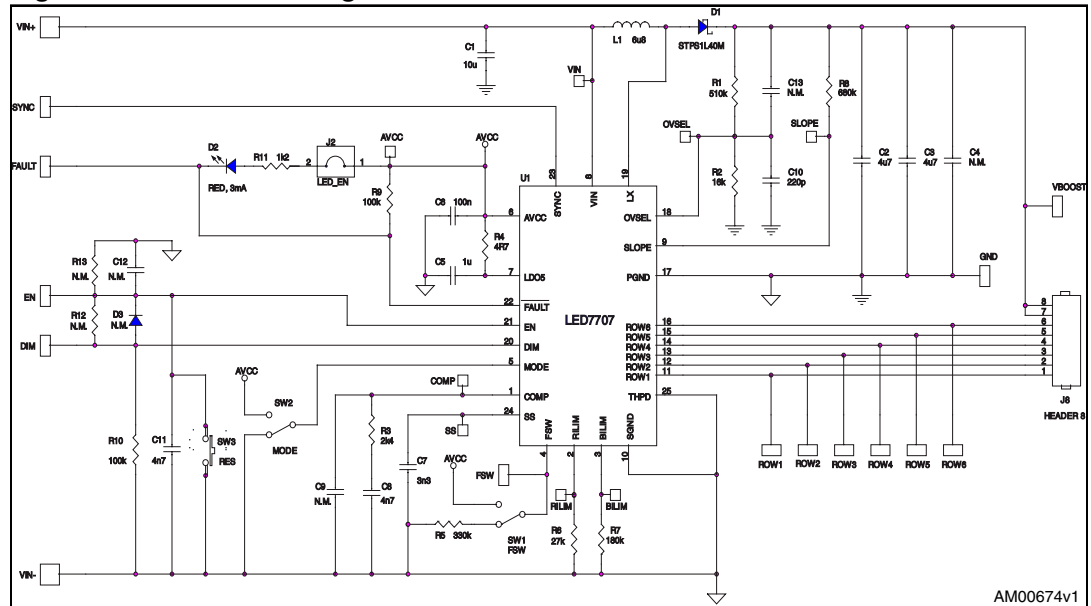 VIN+
SYNC
FAULT
EN
DIM
VIN-
C1
10u
VIN
L1 6u8
D1
STPS1L40M
R1
510k
C13
N.M.
R8
680k
OVSEL
SLOPE
R2
16k
C10
220p
C2
4u7
C3
4u7
C4
N.M.
VBOOST
GND
D2
RED, 3mA
R11 1k2
J2
2
1
LED_EN
AVCC
AVCC
R9
100k
C6 100n
R4
4R7
C5 1u
U1
23
SYNC
8
VIN
19
LX
6
AVCC
7
LDO5
22
FAULT
21
EN
20
DIM
5
MODE
1
COMP
24
SS
4
FSW
2
RILIM
3
BILIM
10
SGND
LED7707
18
OVSEL
9
SLOPE
17
PGND
16
ROW6
15
ROW5
14
ROW4
13
ROW3
12
ROW2
11
ROW1
25
THPD
8
7
6
5
4
3
2
1
J6
HEADER 8
ROW1
ROW2
ROW3
ROW4
ROW5
ROW6
R13
N.M.
C12
N.M.
R12
N.M.
D3
N.M.
R10
100k
C11
4n7
SW3
RES
AVCC
SW2
MODE
COMP
R3
2k4
C9
N.M.
C8
4n7
SS
C7
3n3
AVCC
FSW
R5 330k
SW1
FSW
RILIM
BILIM
R6
27k
R7
180k
AM00674v1